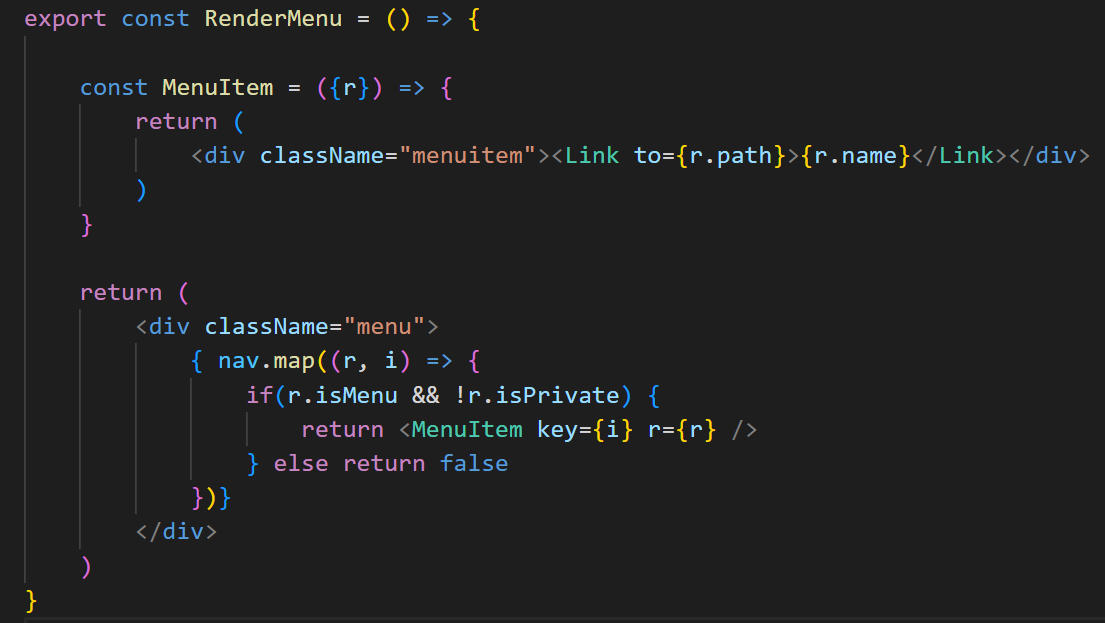 export const RenderMenu = () => {
const MenuItem = ({r}) => {
return (
<div className="menuitem"><Link to={r.path}>{r.name}</Link></div>
)
}
return (
<div className="menu">
{ nav.map((r, i) => {
if(r.isMenu && !r.isPrivate) {
return <MenuItem key={i} r={r} />
} else return false
})}
</div>
)
}